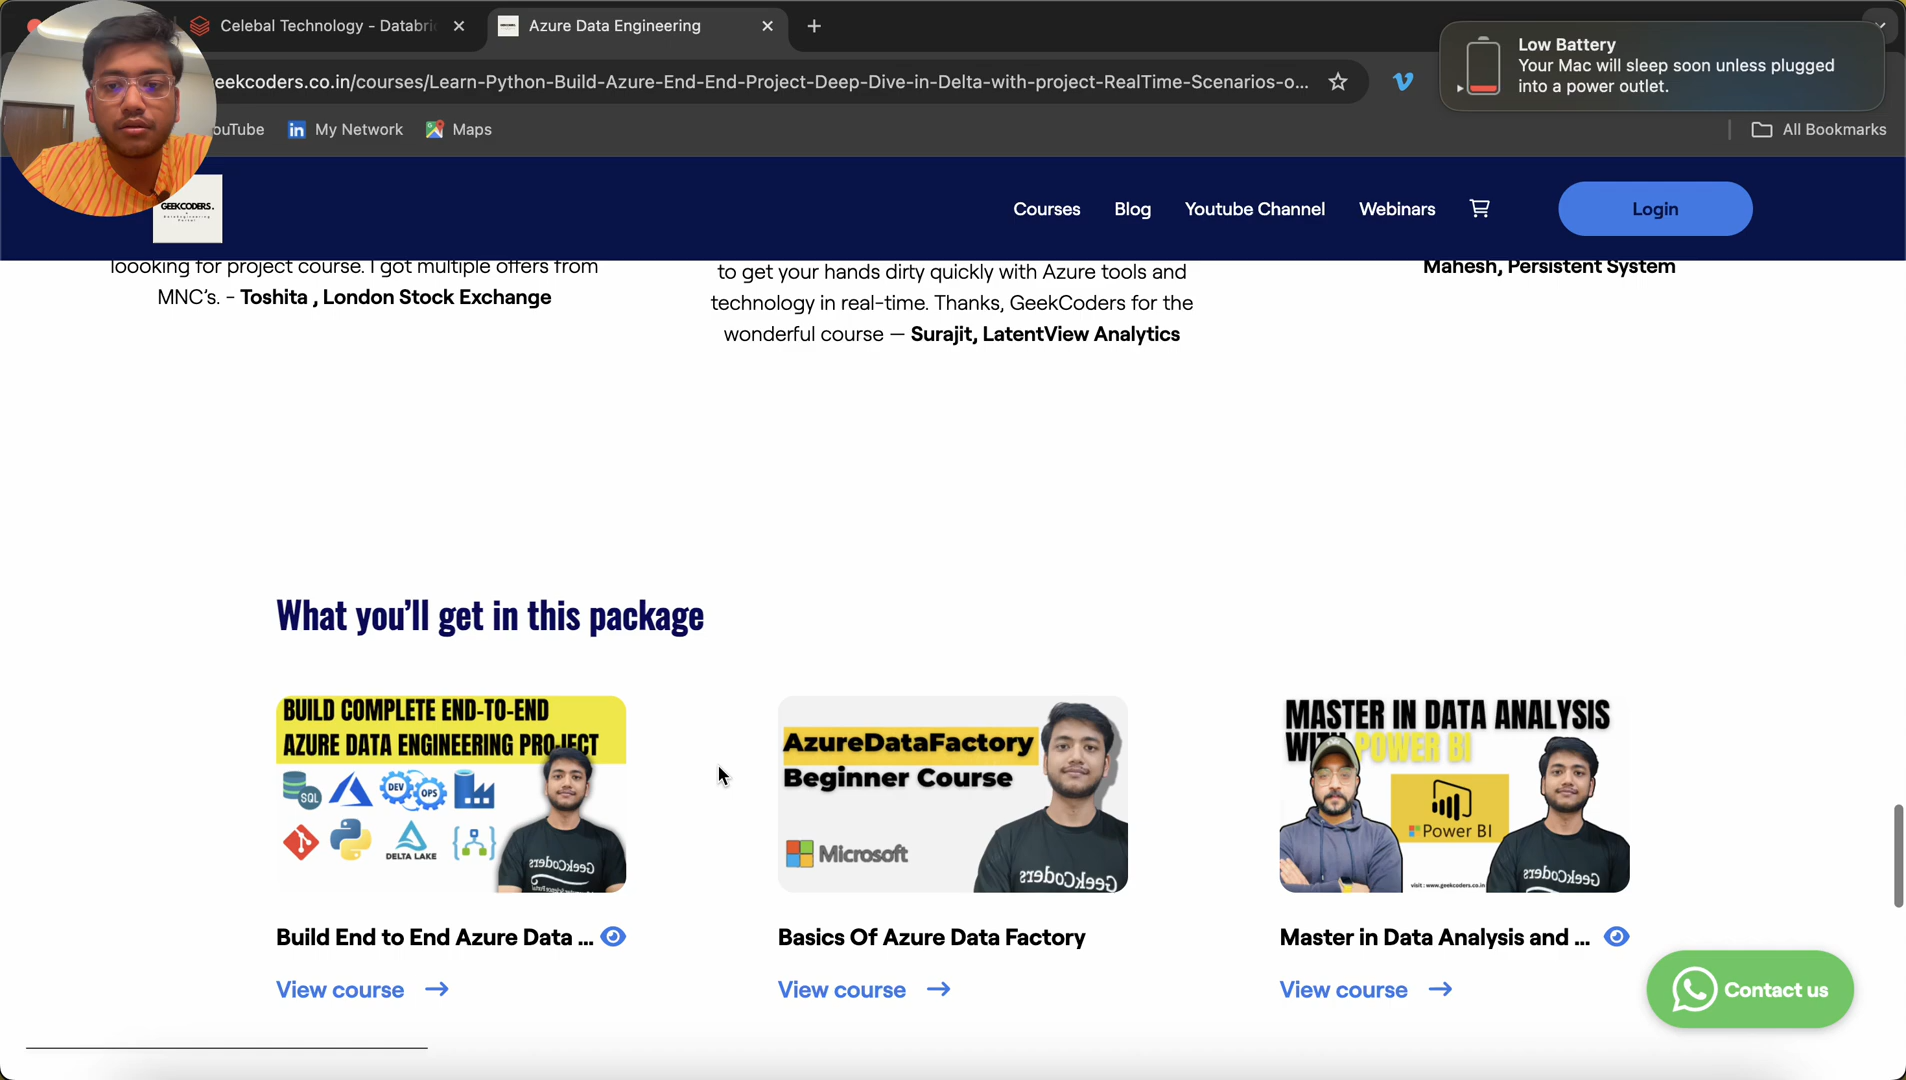 Celebal Technology - Databri
Azure Data Engineering
Low Battery
Your Mac will sleep soon unless plugged
into a power outlet.
eekcoders.co.in/courses/Learn-Python-Build-Azure-End-End-Project-Deep-Dive-in-Delta-with-project-RealTime-Scenarios-o...
ouTube
My Network
Maps
All Bookmarks
GEEKCODERS.
Courses
Blog
Youtube Channel
Webinars
Login
loooking for project course. I got multiple offers from
MNC's. - Toshita , London Stock Exchange
to get your hands dirty quickly with Azure tools and
technology in real-time. Thanks, GeekCoders for the
wonderful course — Surajit, LatentView Analytics
Mahesh, Persistent System
What you'll get in this package
BUILD COMPLETE END-TO-END
AZURE DATA ENGINEERING PROJECT
SQL
DEV
OPS
DELTA LAKE
GeekCoders
AzureDataFactory
Beginner Course
Microsoft
GeekCoders
MASTER IN DATA ANALYSIS
WITH POWER BI
Power BI
GeekCoders
visit : www.geekcoders.co.in
Build End to End Azure Data ...
Basics Of Azure Data Factory
Master in Data Analysis and ...
View course
View course
View course
Contact us